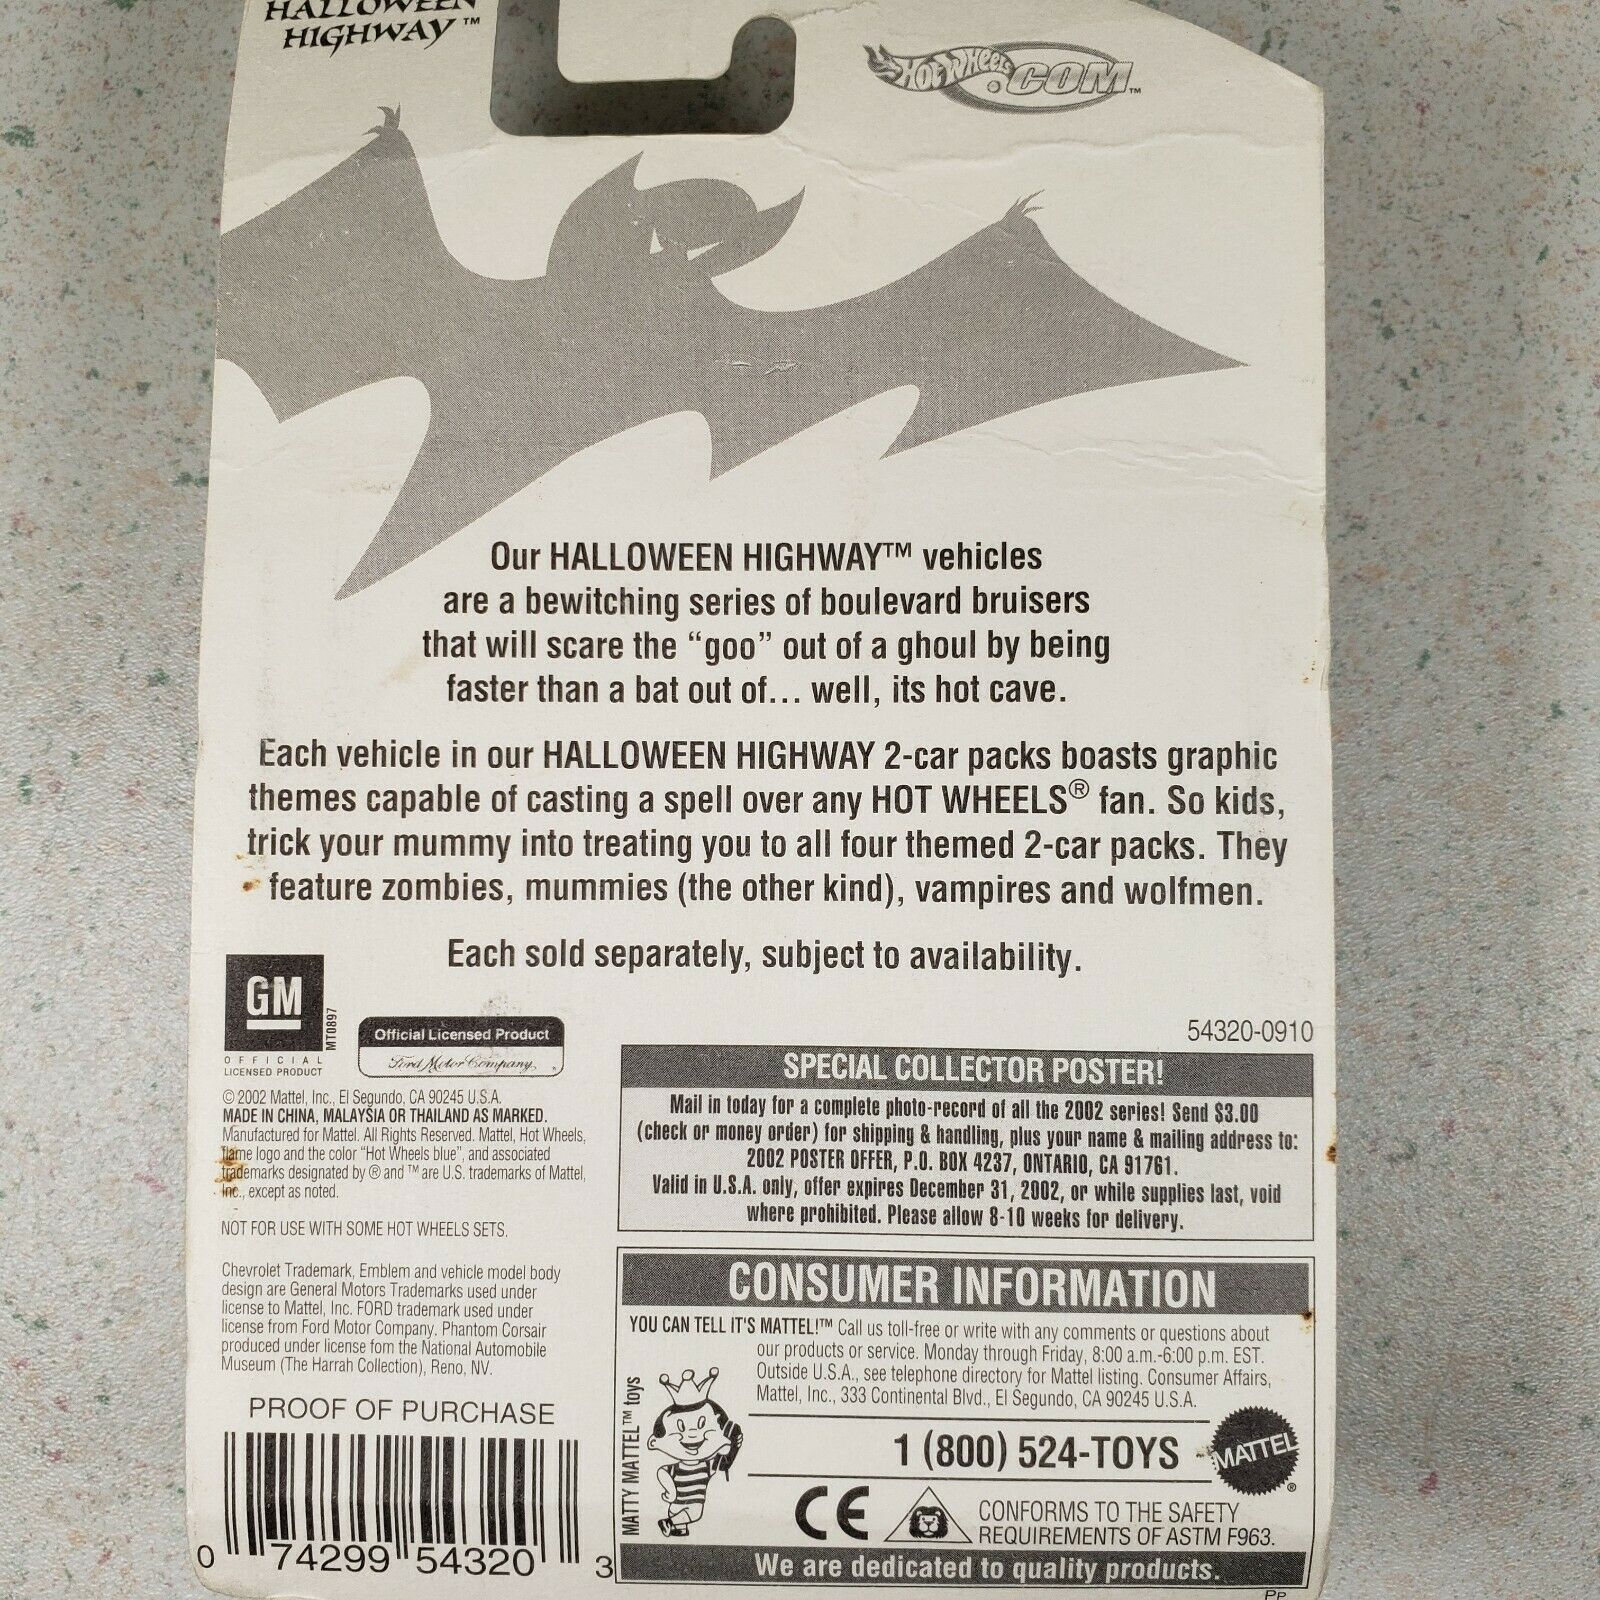 HALLOWEEN
HIGHWAY™
HOT WHEELS.COM™
Our HALLOWEEN HIGHWAY™ vehicles
are a bewitching series of boulevard bruisers
that will scare the “goo” out of a ghoul by being
faster than a bat out of... well, its hot cave.
Each vehicle in our HALLOWEEN HIGHWAY 2-car packs boasts graphic
themes capable of casting a spell over any HOT WHEELS® fan. So kids,
trick your mummy into treating you to all four themed 2-car packs. They
feature zombies, mummies (the other kind), vampires and wolfmen.
Each sold separately, subject to availability.
GM
MT0897
OFFICIAL
LICENSED PRODUCT
Official Licensed Product
Ford Motor Company,
© 2002 Mattel, Inc., El Segundo, CA 90245 U.S.A.
MADE IN CHINA, MALAYSIA OR THAILAND AS MARKED.
Manufactured for Mattel. All Rights Reserved. Mattel, Hot Wheels,
flame logo and the color “Hot Wheels blue”, and associated
trademarks designated by ® and ™ are U.S. trademarks of Mattel,
Inc., except as noted.
NOT FOR USE WITH SOME HOT WHEELS SETS.
Chevrolet Trademark, Emblem and vehicle model body
design are General Motors Trademarks used under
license to Mattel, Inc. FORD trademark used under
license from Ford Motor Company. Phantom Corsair
produced under license fom the National Automobile
Museum (The Harrah Collection), Reno, NV.
PROOF OF PURCHASE
0 74299 54320 3
54320-0910
SPECIAL COLLECTOR POSTER!
Mail in today for a complete photo-record of all the 2002 series! Send $3.00
(check or money order) for shipping & handling, plus your name & mailing address to:
2002 POSTER OFFER, P.O. BOX 4237, ONTARIO, CA 91761.
Valid in U.S.A. only, offer expires December 31, 2002, or while supplies last, void
where prohibited. Please allow 8-10 weeks for delivery.
CONSUMER INFORMATION
YOU CAN TELL IT'S MATTEL!™ Call us toll-free or write with any comments or questions about
our products or service. Monday through Friday, 8:00 a.m.-6:00 p.m. EST.
Outside U.S.A., see telephone directory for Mattel listing. Consumer Affairs,
Mattel, Inc., 333 Continental Blvd., El Segundo, CA 90245 U.S.A.
MATTY MATTEL™ toys
1 (800) 524-TOYS
MATTEL®
CE
CONFORMS TO THE SAFETY
REQUIREMENTS OF ASTM F963.
We are dedicated to quality products.
PP